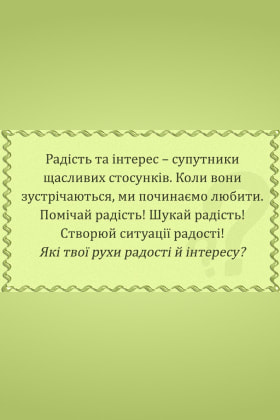 Радість та інтерес – супутники
щасливих стосунків. Коли вони
зустрічаються, ми починаємо любити.
Помічай радість! Шукай радість!
Створюй ситуації радості!
Які твої рухи радості й інтересу?